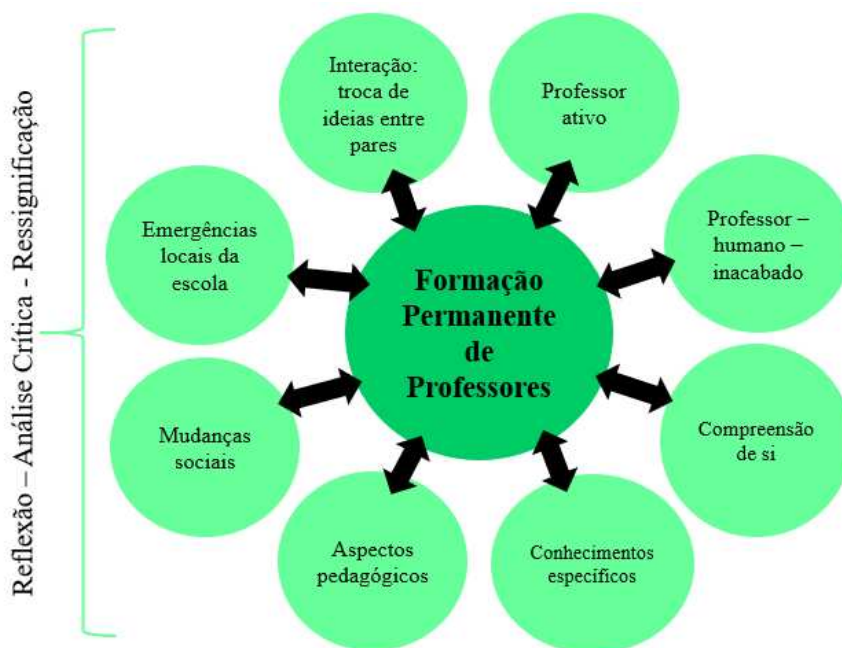 Reflexão – Análise Crítica - Ressignificação
Interação:
troca de
ideias entre
pares
Professor
ativo
Professor –
humano –
inacabado
Compreensão
de si
Conhecimentos
específicos
Aspectos
pedagógicos
Mudanças
sociais
Emergências
locais da
escola
Formação
Permanente
de
Professores